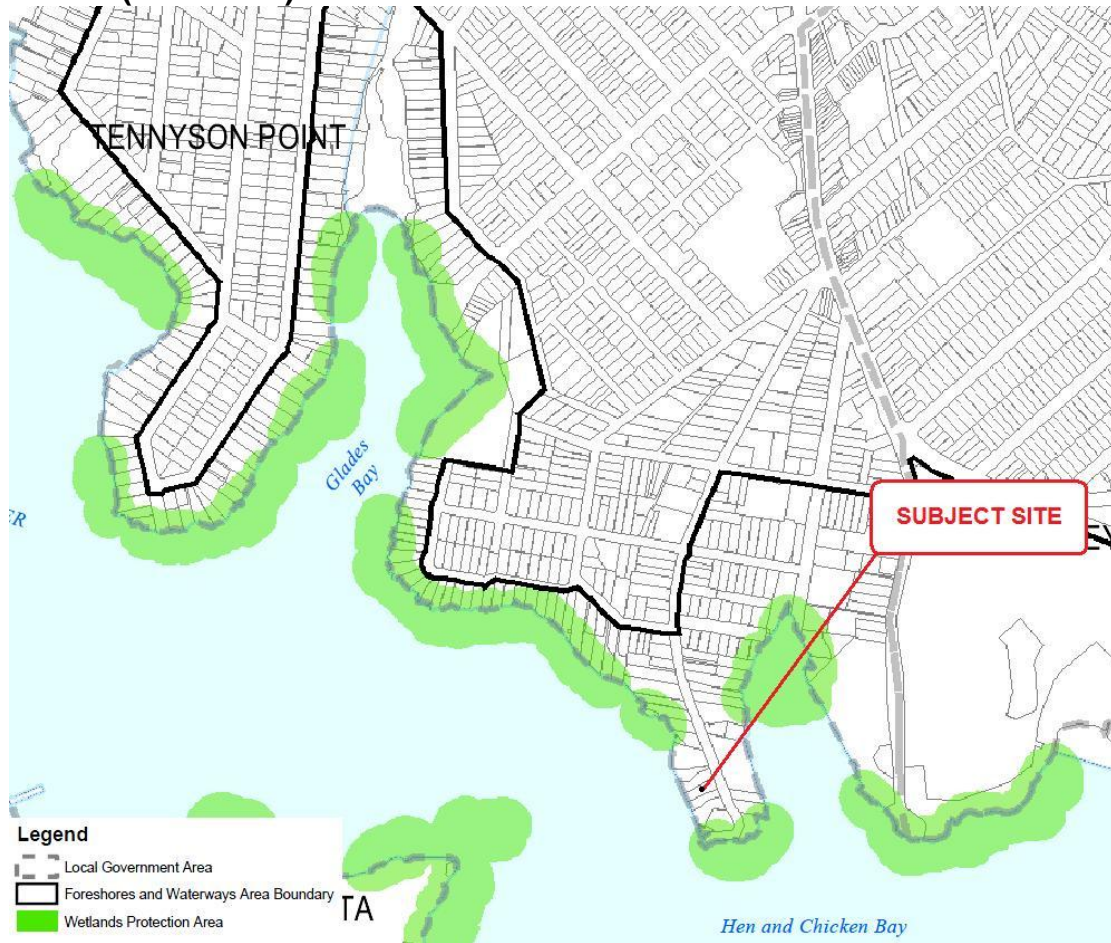 TENNYSON POINT
Glades
Bay
SUBJECT SITE
Legend
Local Government Area
Foreshores and Waterways Area Boundary
Wetlands Protection Area
TA
Hen and Chicken Bay